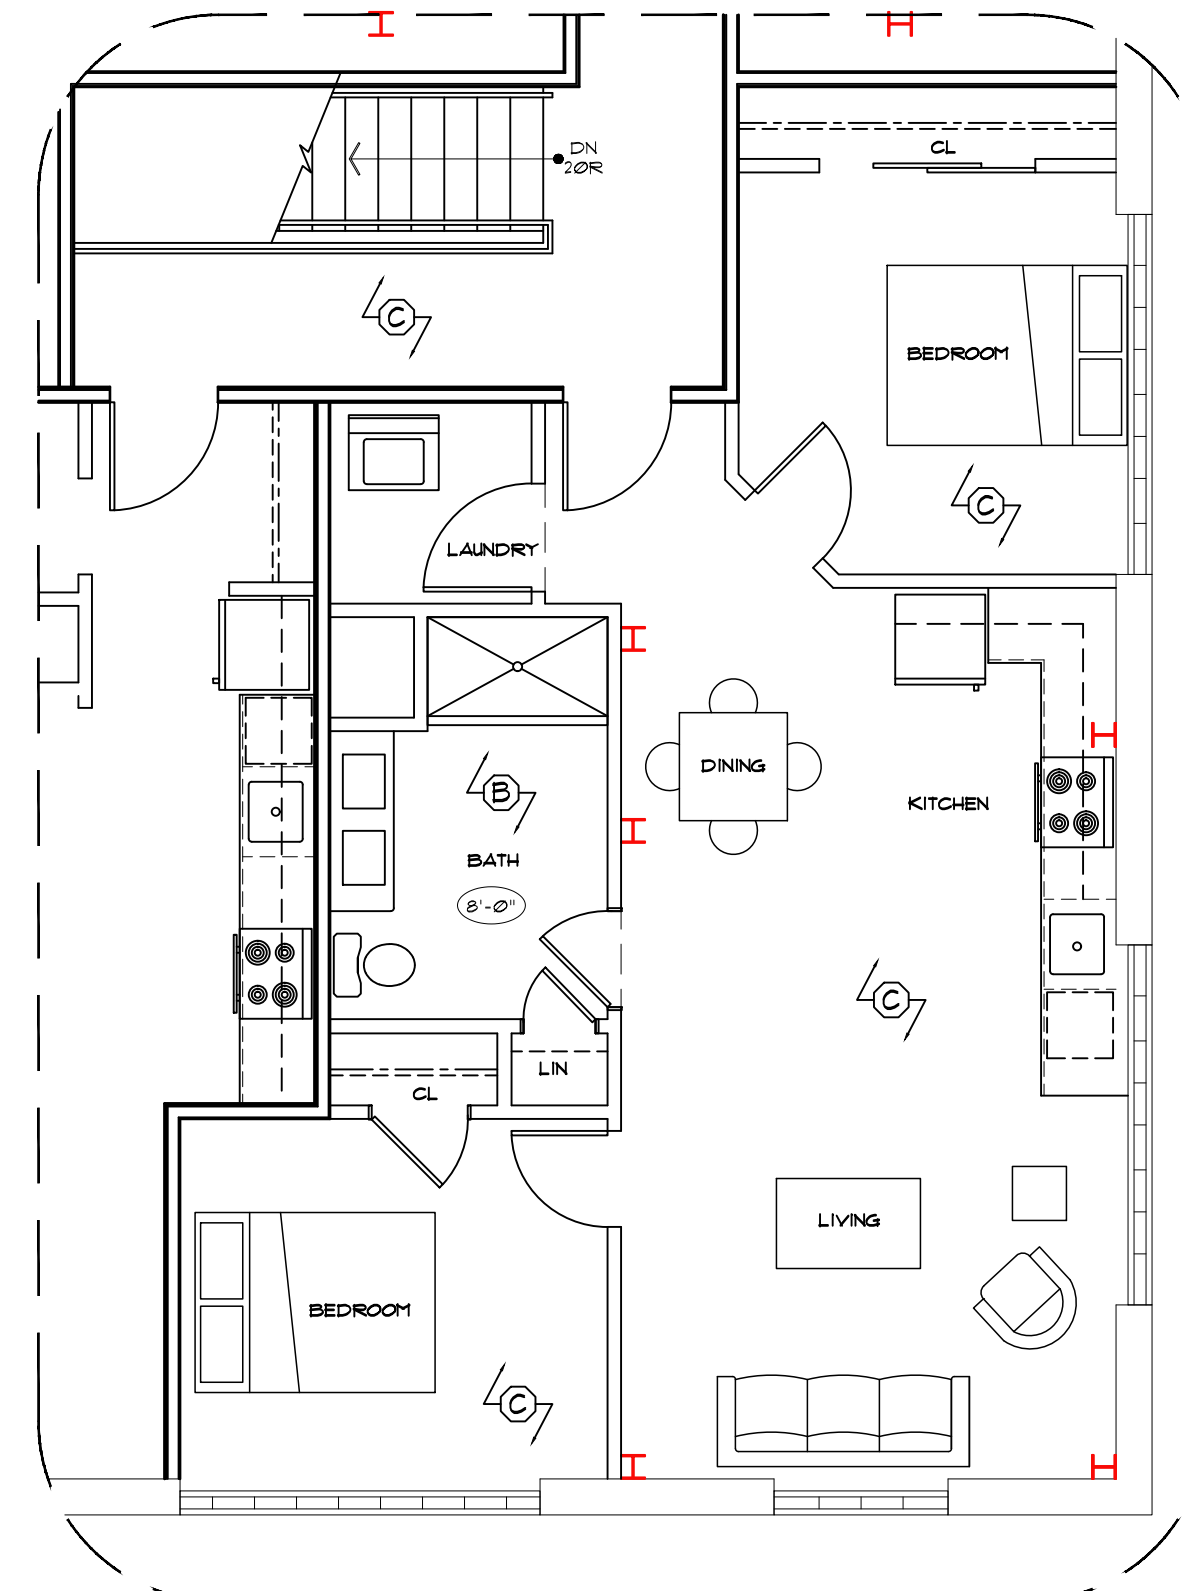 DN
20R
CL
C
BEDROOM
C
LAUNDRY
DINING
B
KITCHEN
BATH
8'-0"
C
LIN
CL
LIVING
BEDROOM
C